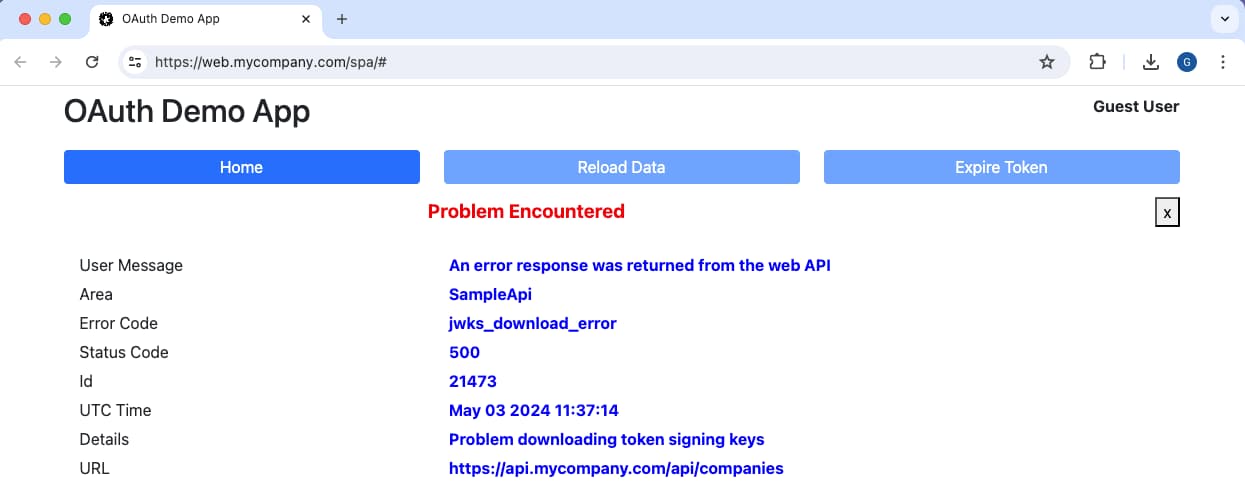 OAuth Demo App
https://web.mycompany.com/spa/#
G
OAuth Demo App
Guest User
Home
Reload Data
Expire Token
Problem Encountered
x
User Message An error response was returned from the web API
Area SampleApi
Error Code jwks_download_error
Status Code 500
Id 21473
UTC Time May 03 2024 11:37:14
Details Problem downloading token signing keys
URL https://api.mycompany.com/api/companies